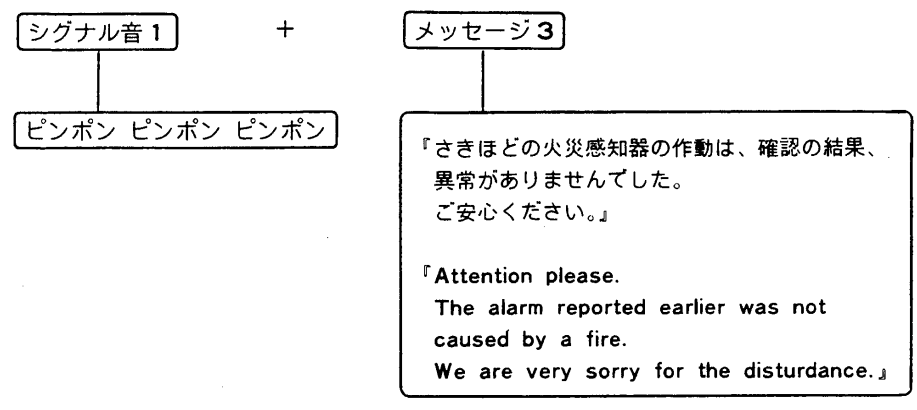 シグナル音1 + メッセージ3
ピンポン ピンポン ピンポン
『さきほどの火災感知器の作動は、確認の結果、
異常がありませんでした。
ご安心ください。』
『Attention please.
The alarm reported earlier was not
caused by a fire.
We are very sorry for the disturdance.』